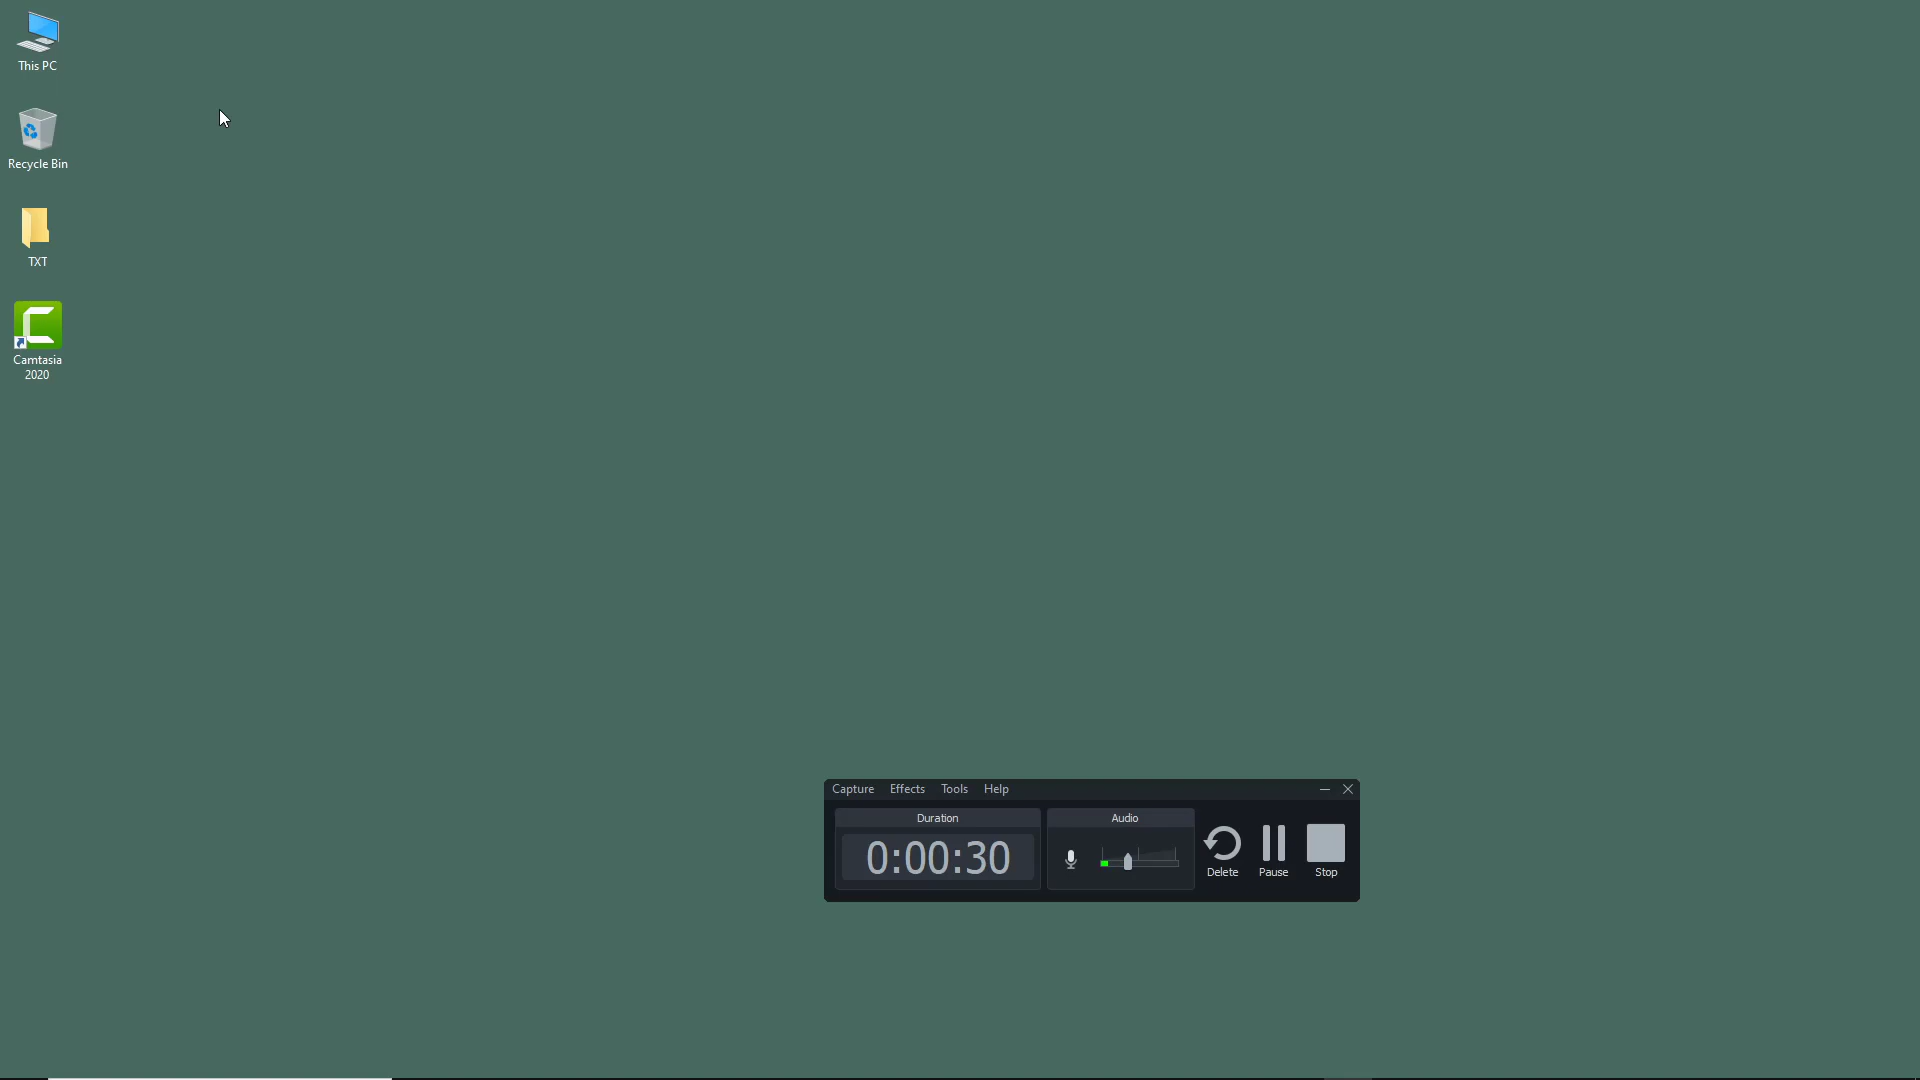 This PC
Recycle Bin
TXT
Camtasia
2020
Capture Effects Tools Help
Duration
Audio
0:00:30
Delete
Pause
Stop